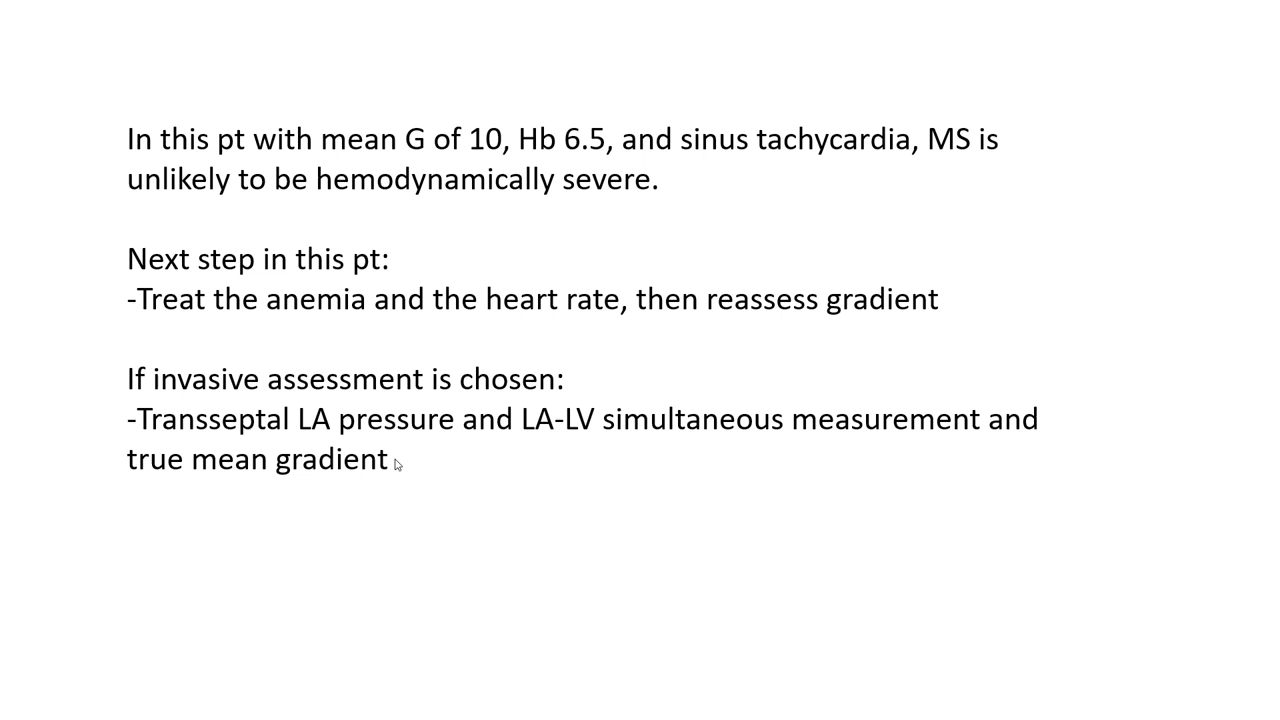 In this pt with mean G of 10, Hb 6.5, and sinus tachycardia, MS is
unlikely to be hemodynamically severe.
Next step in this pt:
-Treat the anemia and the heart rate, then reassess gradient
If invasive assessment is chosen:
-Transseptal LA pressure and LA-LV simultaneous measurement and
true mean gradient